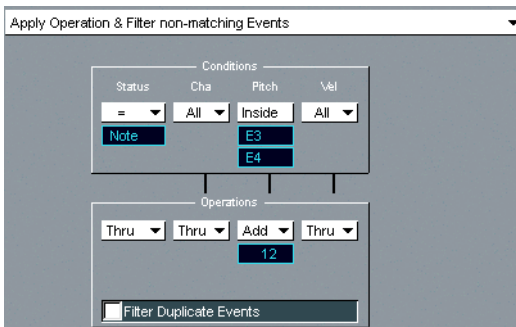 Apply Operation & Filter non-matching Events
Conditions
Status Cha Pitch Vel
= All Inside All
Note E3
E4
Operations
Thru Thru Add Thru
12
Filter Duplicate Events